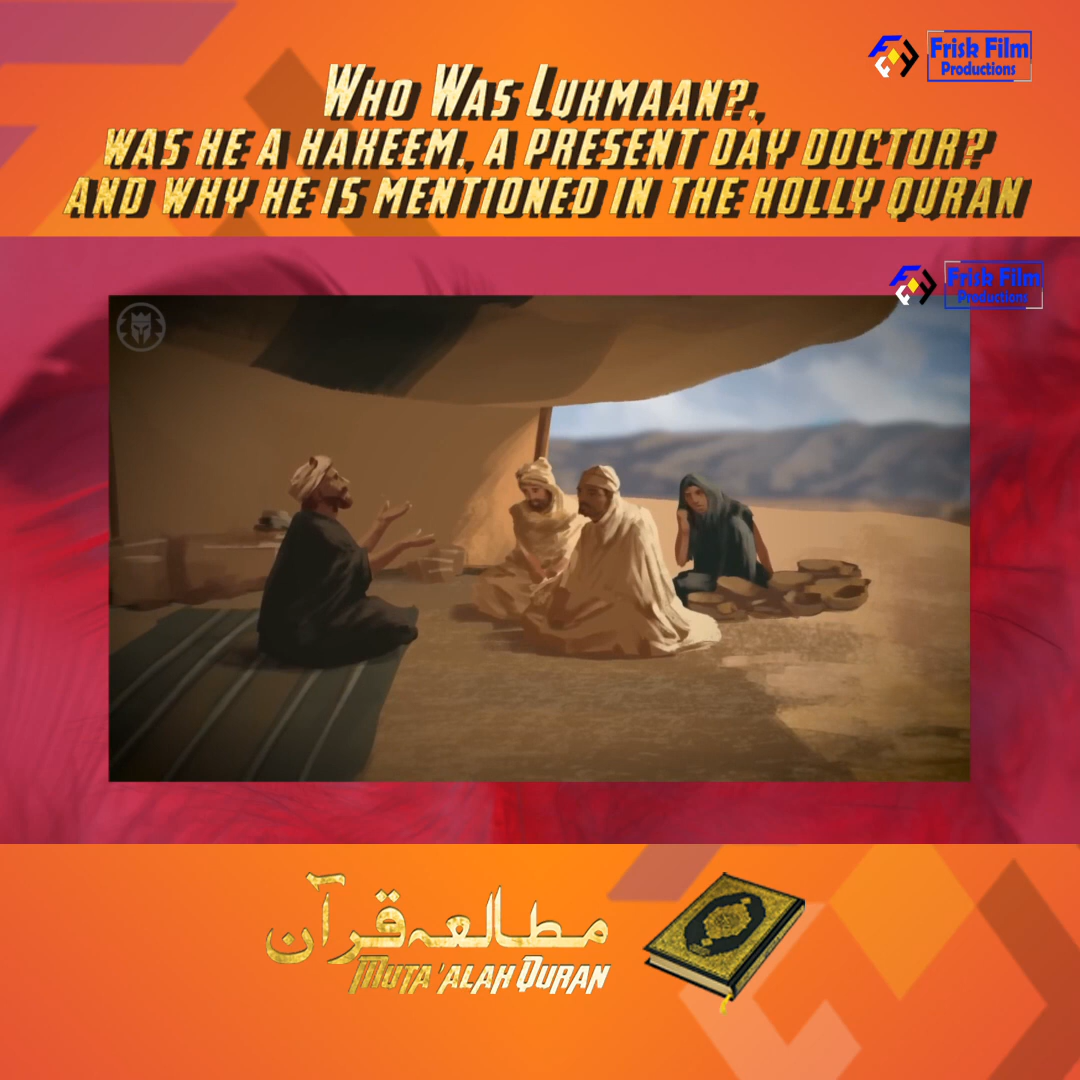 Frisk Film
Productions
WHO WAS LUKMAAN?.,
WAS HE A HAKEEM., A PRESENT DAY DOCTOR?
AND WHY HE IS MENTIONED IN THE HOLLY QURAN
Frisk Film
Productions
مطالعہ قرآن
MUTA'ALAH QURAN